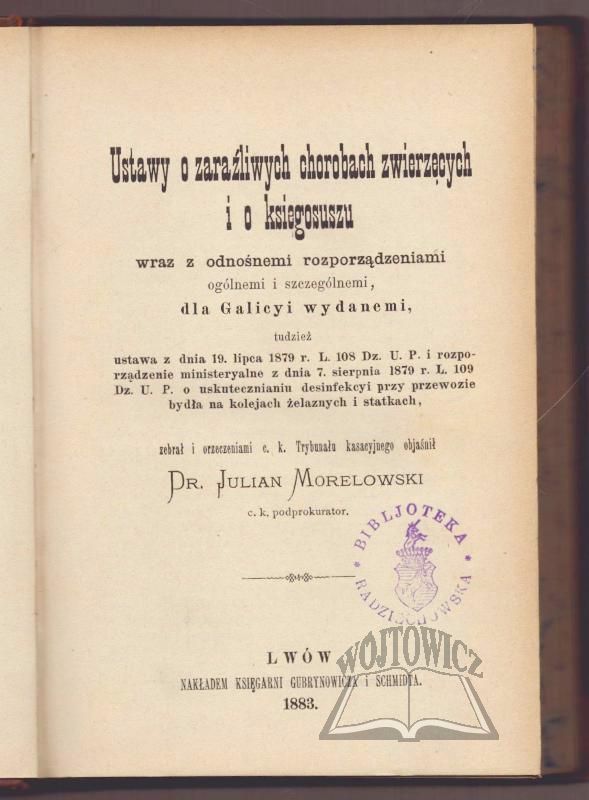 Ustawy o zaraźliwych chorobach zwierzęcych
i o księgosuszu
wraz z odnośnemi rozporządzeniami
ogólnemi i szczególnemi,
dla Galicyi wydanemi,
tudzież
ustawa z dnia 19. lipca 1879 r. L. 108 Dz. U. P. i rozpo-
rządzenie ministeryalne z dnia 7. sierpnia 1879 r. L. 109
Dz. U. P. o uskutecznianiu desinfekcyi przy przewozie
bydła na kolejach żelaznych i statkach,
zebrał i orzeczeniami c. k. Trybunału kasacyjnego objaśnił
DR. JULIAN MORELOWSKI
c. k. podprokurator.
* BIBLJOTEKA *
RADZIECHOWSKA
LWÓW
NAKŁADEM KSIĘGARNI GUBRYNOWICZA i SCHMIDTA.
1883.
WÓJTOWICZ